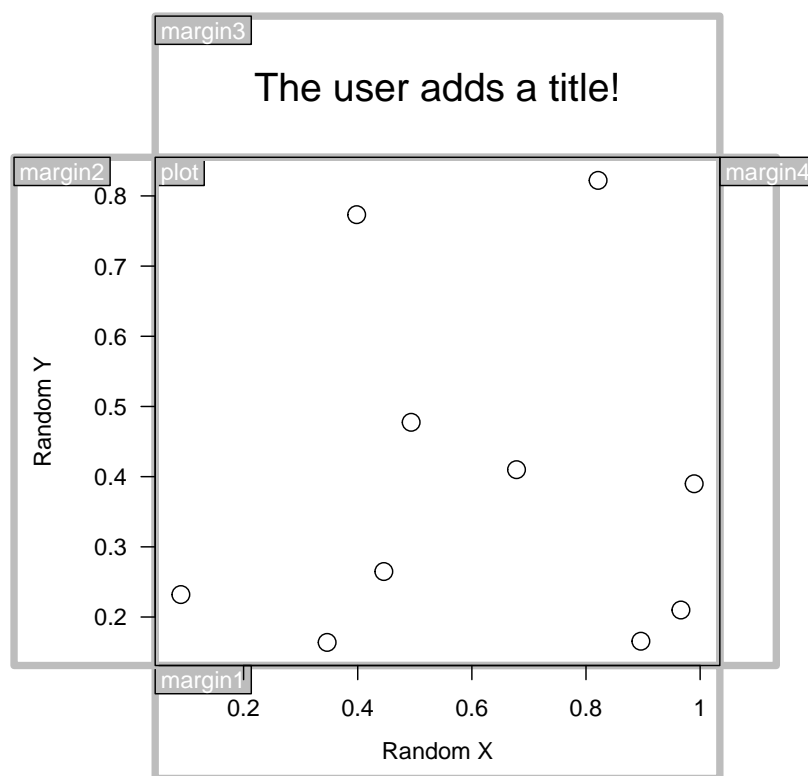 margin3
The user adds a title!
margin2
plot
margin4
0.8
0.7
0.6
0.5
0.4
0.3
0.2
Random Y
margin1
0.2 0.4 0.6 0.8 1
Random X